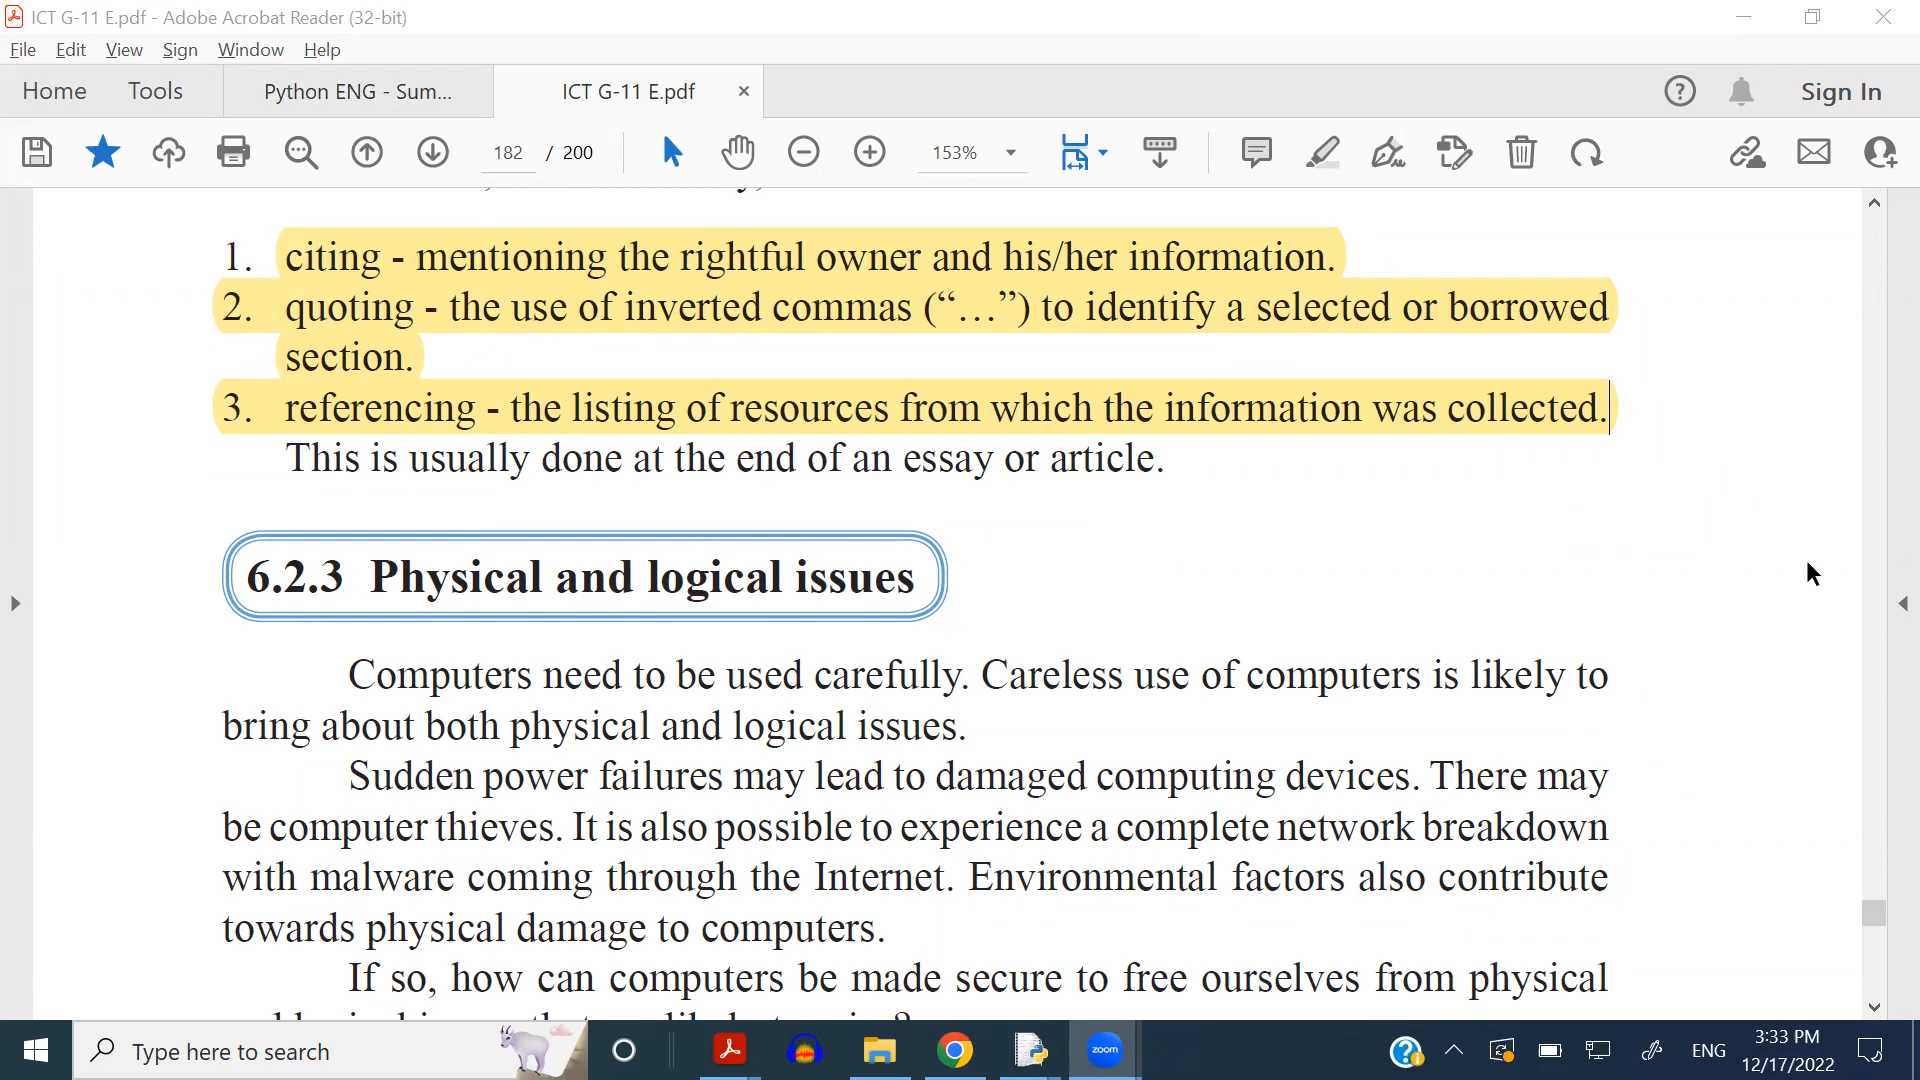 ICT G-11 E.pdf - Adobe Acrobat Reader (32-bit)
File Edit View Sign Window Help
Home Tools Python ENG - Sum... ICT G-11 E.pdf × Sign In
182 / 200 153%
1. citing - mentioning the rightful owner and his/her information.
2. quoting - the use of inverted commas (“…”) to identify a selected or borrowed
section.
3. referencing - the listing of resources from which the information was collected.
This is usually done at the end of an essay or article.
6.2.3 Physical and logical issues
Computers need to be used carefully. Careless use of computers is likely to
bring about both physical and logical issues.
Sudden power failures may lead to damaged computing devices. There may
be computer thieves. It is also possible to experience a complete network breakdown
with malware coming through the Internet. Environmental factors also contribute
towards physical damage to computers.
If so, how can computers be made secure to free ourselves from physical
Type here to search
zoom
ENG
3:33 PM
12/17/2022